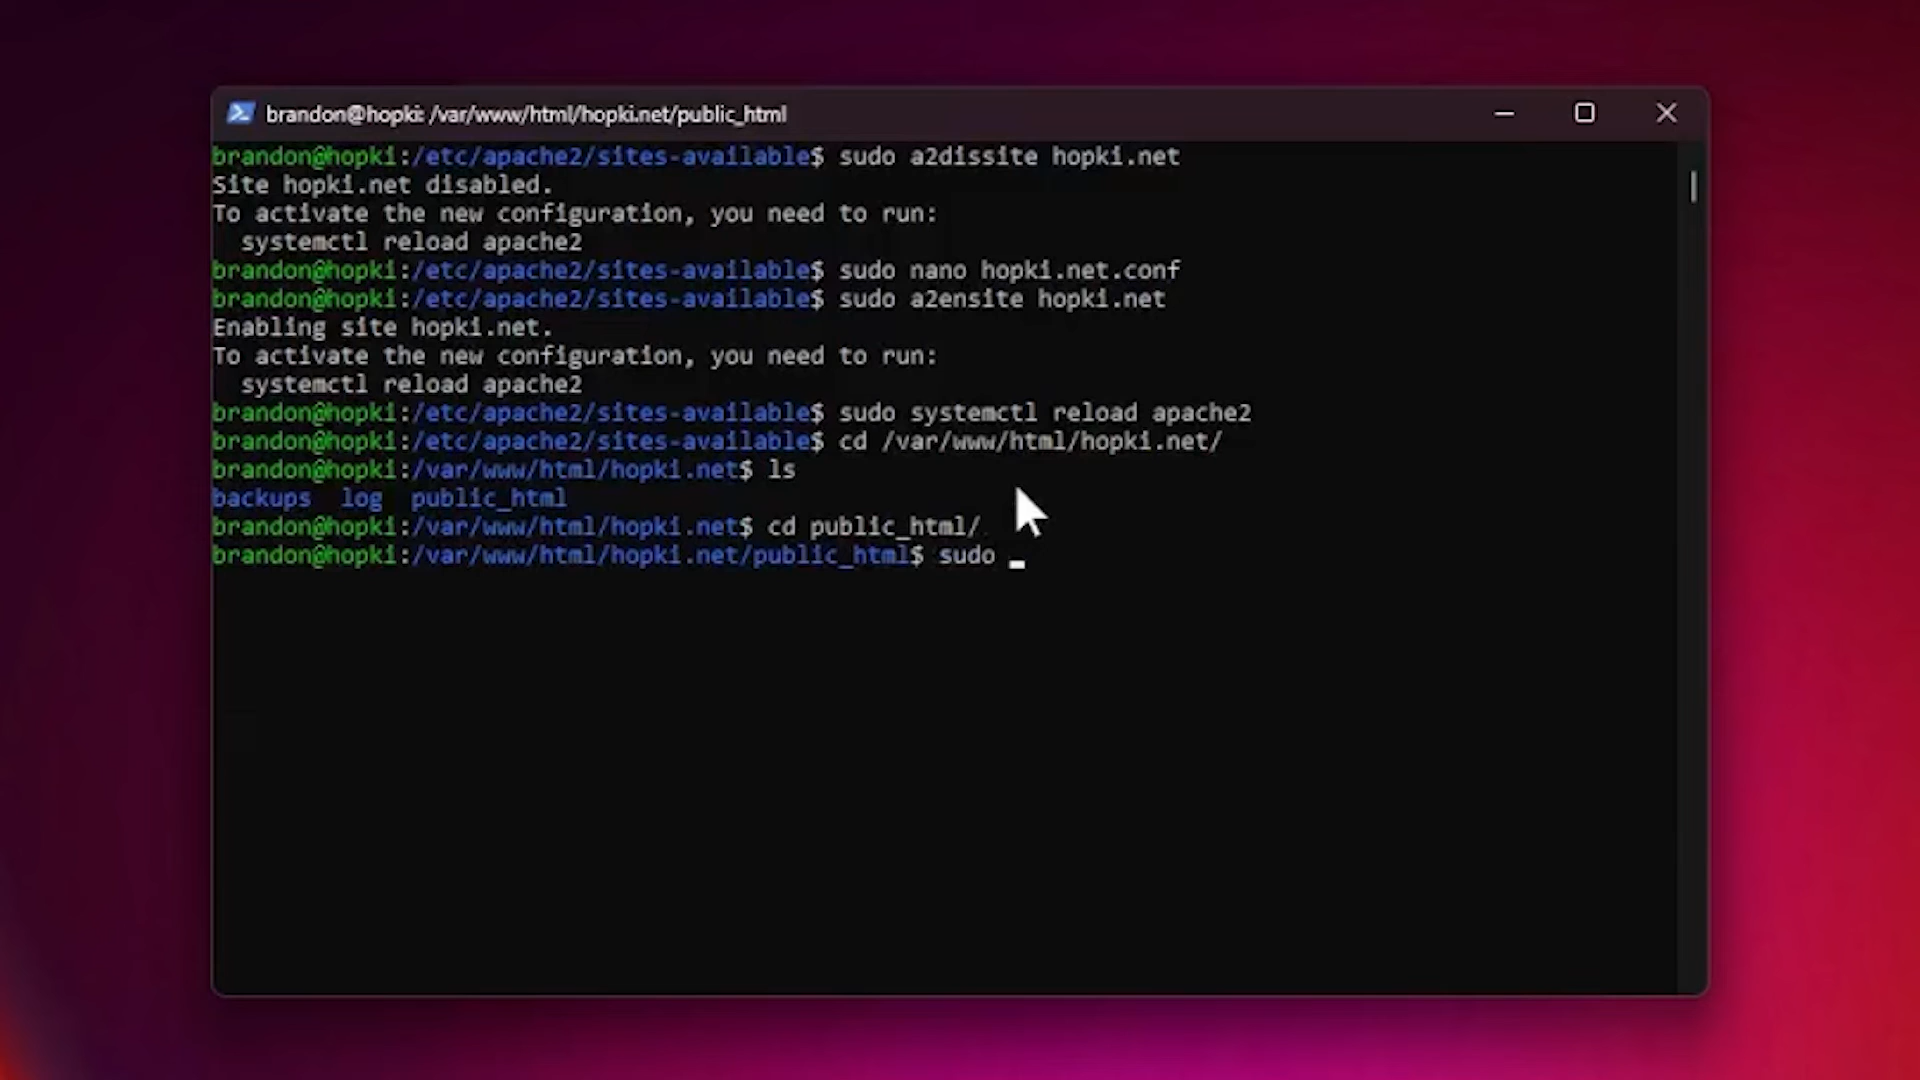 brandon@hopki: /var/www/html/hopki.net/public_html
brandon@hopki:/etc/apache2/sites-available$ sudo a2dissite hopki.net
Site hopki.net disabled.
To activate the new configuration, you need to run:
  systemctl reload apache2
brandon@hopki:/etc/apache2/sites-available$ sudo nano hopki.net.conf
brandon@hopki:/etc/apache2/sites-available$ sudo a2ensite hopki.net
Enabling site hopki.net.
To activate the new configuration, you need to run:
  systemctl reload apache2
brandon@hopki:/etc/apache2/sites-available$ sudo systemctl reload apache2
brandon@hopki:/etc/apache2/sites-available$ cd /var/www/html/hopki.net/
brandon@hopki:/var/www/html/hopki.net$ ls
backups  log  public_html
brandon@hopki:/var/www/html/hopki.net$ cd public_html/
brandon@hopki:/var/www/html/hopki.net/public_html$ sudo